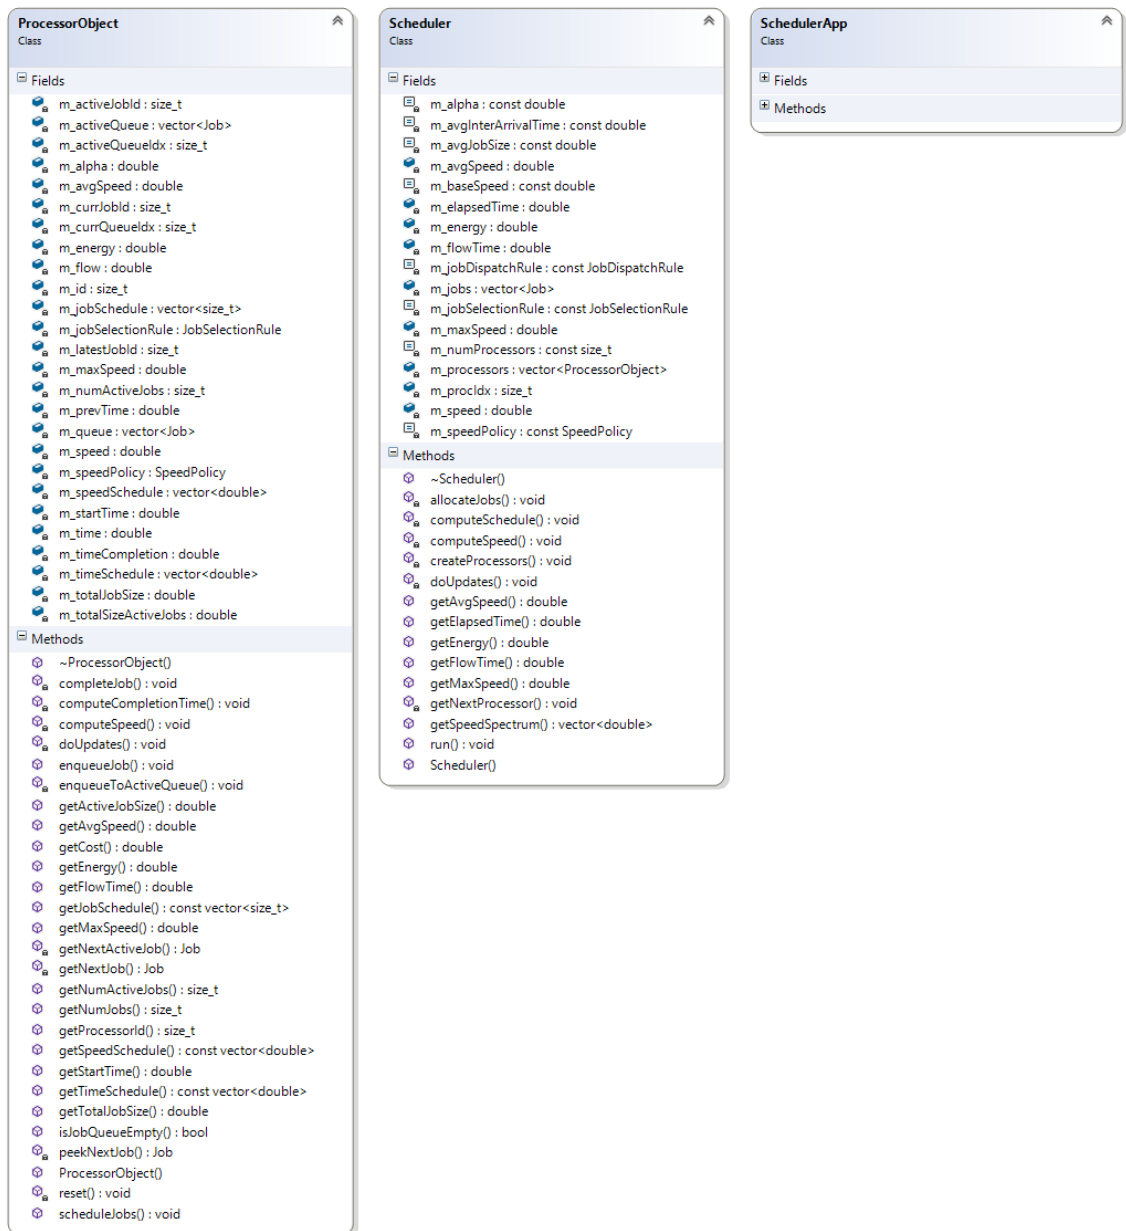 ProcessorObject
Class
Fields
m_activeJobId : size_t
m_activeQueue : vector<Job>
m_activeQueueIdx : size_t
m_alpha : double
m_avgSpeed : double
m_currJobId : size_t
m_currQueueIdx : size_t
m_energy : double
m_flow : double
m_id : size_t
m_jobSchedule : vector<size_t>
m_jobSelectionRule : JobSelectionRule
m_latestJobId : size_t
m_maxSpeed : double
m_numActiveJobs : size_t
m_prevTime : double
m_queue : vector<Job>
m_speed : double
m_speedPolicy : SpeedPolicy
m_speedSchedule : vector<double>
m_startTime : double
m_time : double
m_timeCompletion : double
m_timeSchedule : vector<double>
m_totalJobSize : double
m_totalSizeActiveJobs : double
Methods
~ProcessorObject()
completeJob() : void
computeCompletionTime() : void
computeSpeed() : void
doUpdates() : void
enqueueJob() : void
enqueueToActiveQueue() : void
getActiveJobSize() : double
getAvgSpeed() : double
getCost() : double
getEnergy() : double
getFlowTime() : double
getJobSchedule() : const vector<size_t>
getMaxSpeed() : double
getNextActiveJob() : Job
getNextJob() : Job
getNumActiveJobs() : size_t
getNumJobs() : size_t
getProcessorId() : size_t
getSpeedSchedule() : const vector<double>
getStartTime() : double
getTimeSchedule() : const vector<double>
getTotalJobSize() : double
isJobQueueEmpty() : bool
peekNextJob() : Job
ProcessorObject()
reset() : void
scheduleJobs() : void
Scheduler
Class
Fields
m_alpha : const double
m_avgInterArrivalTime : const double
m_avgJobSize : const double
m_avgSpeed : double
m_baseSpeed : const double
m_elapsedTime : double
m_energy : double
m_flowTime : double
m_jobDispatchRule : const JobDispatchRule
m_jobs : vector<Job>
m_jobSelectionRule : const JobSelectionRule
m_maxSpeed : double
m_numProcessors : const size_t
m_processors : vector<ProcessorObject>
m_procIdx : size_t
m_speed : double
m_speedPolicy : const SpeedPolicy
Methods
~Scheduler()
allocateJobs() : void
computeSchedule() : void
computeSpeed() : void
createProcessors() : void
doUpdates() : void
getAvgSpeed() : double
getElapsedTime() : double
getEnergy() : double
getFlowTime() : double
getMaxSpeed() : double
getNextProcessor() : void
getSpeedSpectrum() : vector<double>
run() : void
Scheduler()
SchedulerApp
Class
Fields
Methods